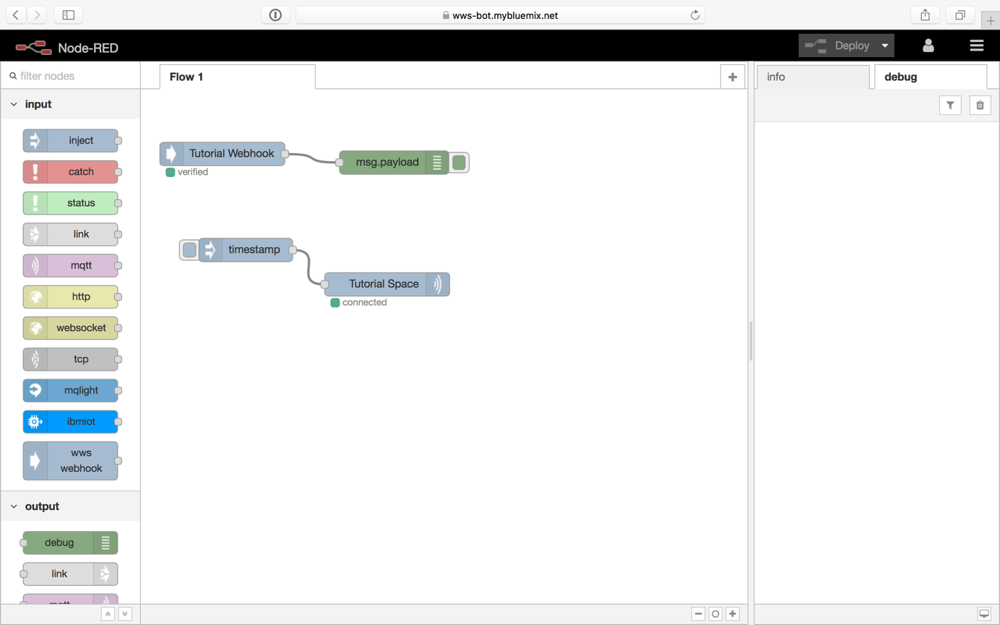 wws-bot.mybluemix.net
Node-RED
Deploy
filter nodes
Flow 1
info
debug
input
inject
catch
status
link
mqtt
http
websocket
tcp
mqlight
ibmiot
wws
webhook
output
debug
link
mqtt
Tutorial Webhook
verified
msg.payload
timestamp
Tutorial Space
connected